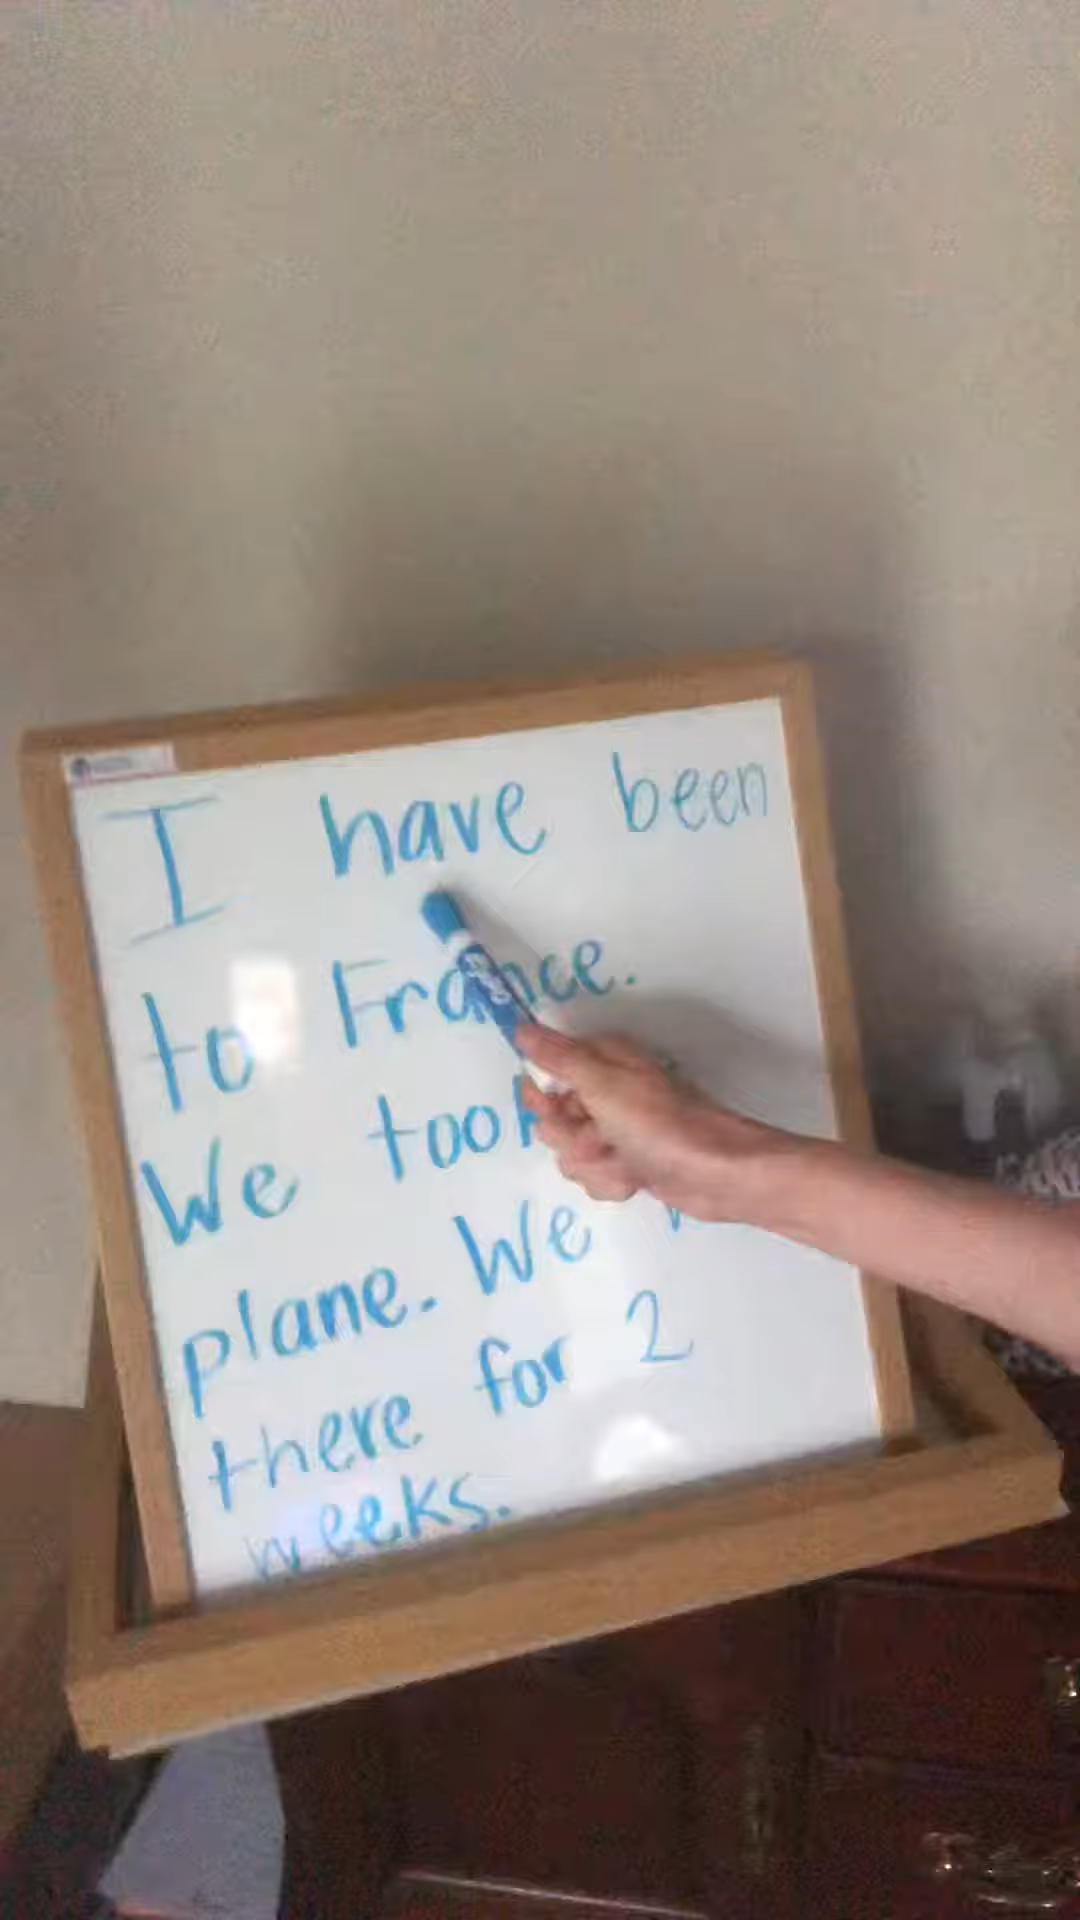 I have been
to France.
We took
plane. We
there for 2
weeks.